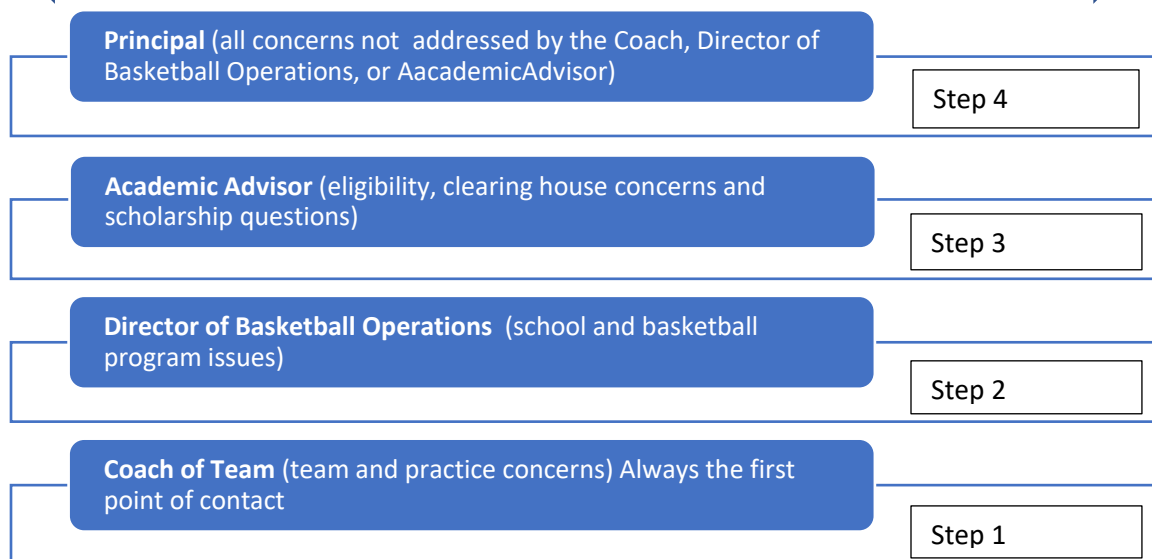 Principal (all concerns not  addressed by the Coach, Director of
Basketball Operations, or AacademicAdvisor)
Step 4
Academic Advisor (eligibility, clearing house concerns and
scholarship questions)
Step 3
Director of Basketball Operations  (school and basketball
program issues)
Step 2
Coach of Team (team and practice concerns) Always the first
point of contact
Step 1